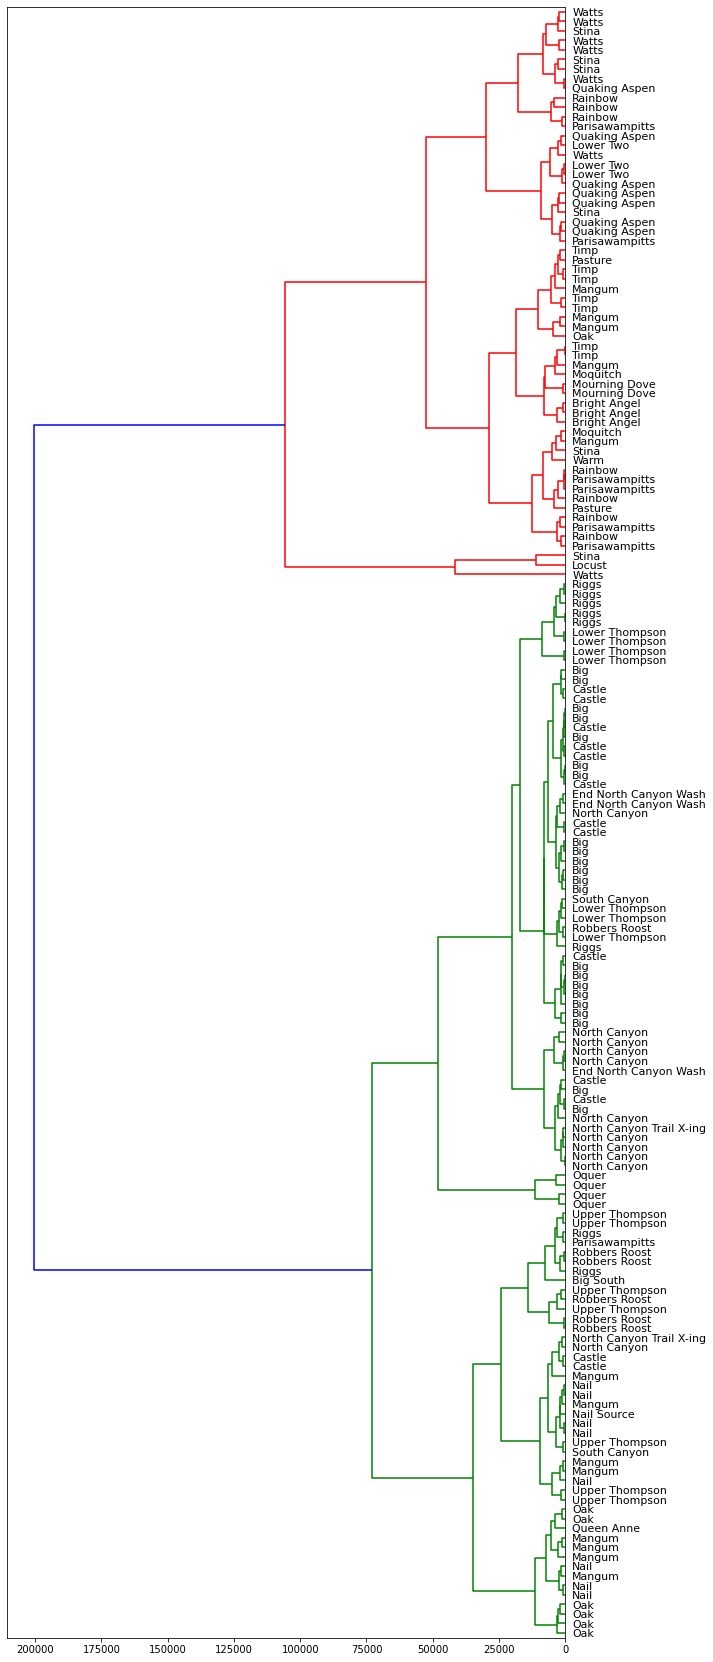 Watts
Watts
Stina
Watts
Watts
Stina
Stina
Watts
Quaking Aspen
Rainbow
Rainbow
Rainbow
Parisawampitts
Quaking Aspen
Lower Two
Watts
Lower Two
Lower Two
Quaking Aspen
Quaking Aspen
Quaking Aspen
Stina
Quaking Aspen
Quaking Aspen
Parisawampitts
Timp
Pasture
Timp
Timp
Mangum
Timp
Timp
Mangum
Mangum
Oak
Timp
Timp
Mangum
Moquitch
Mourning Dove
Mourning Dove
Bright Angel
Bright Angel
Bright Angel
Moquitch
Mangum
Stina
Warm
Rainbow
Parisawampitts
Parisawampitts
Rainbow
Pasture
Rainbow
Parisawampitts
Rainbow
Parisawampitts
Stina
Locust
Watts
Riggs
Riggs
Riggs
Riggs
Riggs
Lower Thompson
Lower Thompson
Lower Thompson
Lower Thompson
Big
Big
Castle
Castle
Big
Big
Castle
Big
Castle
Castle
Big
Big
Castle
End North Canyon Wash
End North Canyon Wash
North Canyon
Castle
Castle
Big
Big
Big
Big
Big
Big
South Canyon
Lower Thompson
Lower Thompson
Robbers Roost
Lower Thompson
Riggs
Castle
Big
Big
Big
Big
Big
Big
Big
North Canyon
North Canyon
North Canyon
North Canyon
End North Canyon Wash
Castle
Big
Castle
Big
North Canyon
North Canyon Trail X-ing
North Canyon
North Canyon
North Canyon
North Canyon
Oquer
Oquer
Oquer
Oquer
Upper Thompson
Upper Thompson
Riggs
Parisawampitts
Robbers Roost
Robbers Roost
Riggs
Big South
Upper Thompson
Robbers Roost
Upper Thompson
Robbers Roost
Robbers Roost
North Canyon Trail X-ing
North Canyon
Castle
Castle
Mangum
Nail
Nail
Mangum
Nail Source
Nail
Nail
Upper Thompson
South Canyon
Mangum
Mangum
Nail
Upper Thompson
Upper Thompson
Oak
Oak
Queen Anne
Mangum
Mangum
Mangum
Nail
Mangum
Nail
Nail
Oak
Oak
Oak
Oak
200000 175000 150000 125000 100000 75000 50000 25000 0